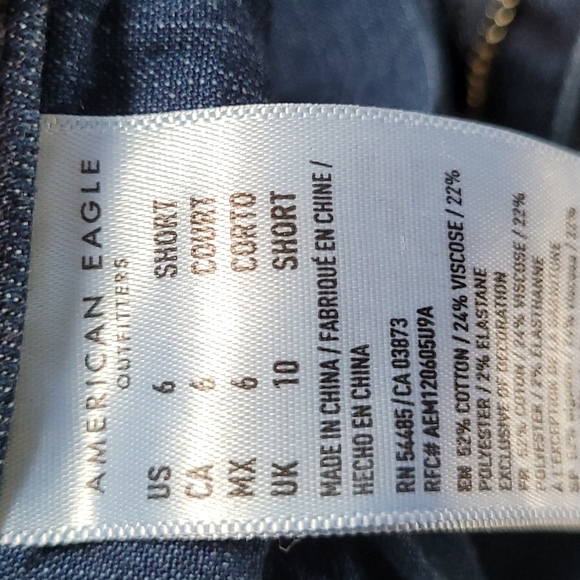 AMERICAN EAGLE
OUTFITTERS
US 6 SHORT
CA 6 COURT
MX 6 CORTO
UK 10 SHORT
MADE IN CHINA / FABRIQUÉ EN CHINE /
HECHO EN CHINA
RN 54485 / CA 03873
RFC# AEM120605U9A
EN 52% COTTON / 24% VISCOSE / 22%
POLYESTER / 2% ELASTANE
EXCLUSIVE OF DECORATION
FR 52% COTON / 24% VISCOSE / 22%
POLYESTER / 2% ÉLASTHANNE
À L'EXCEPTION